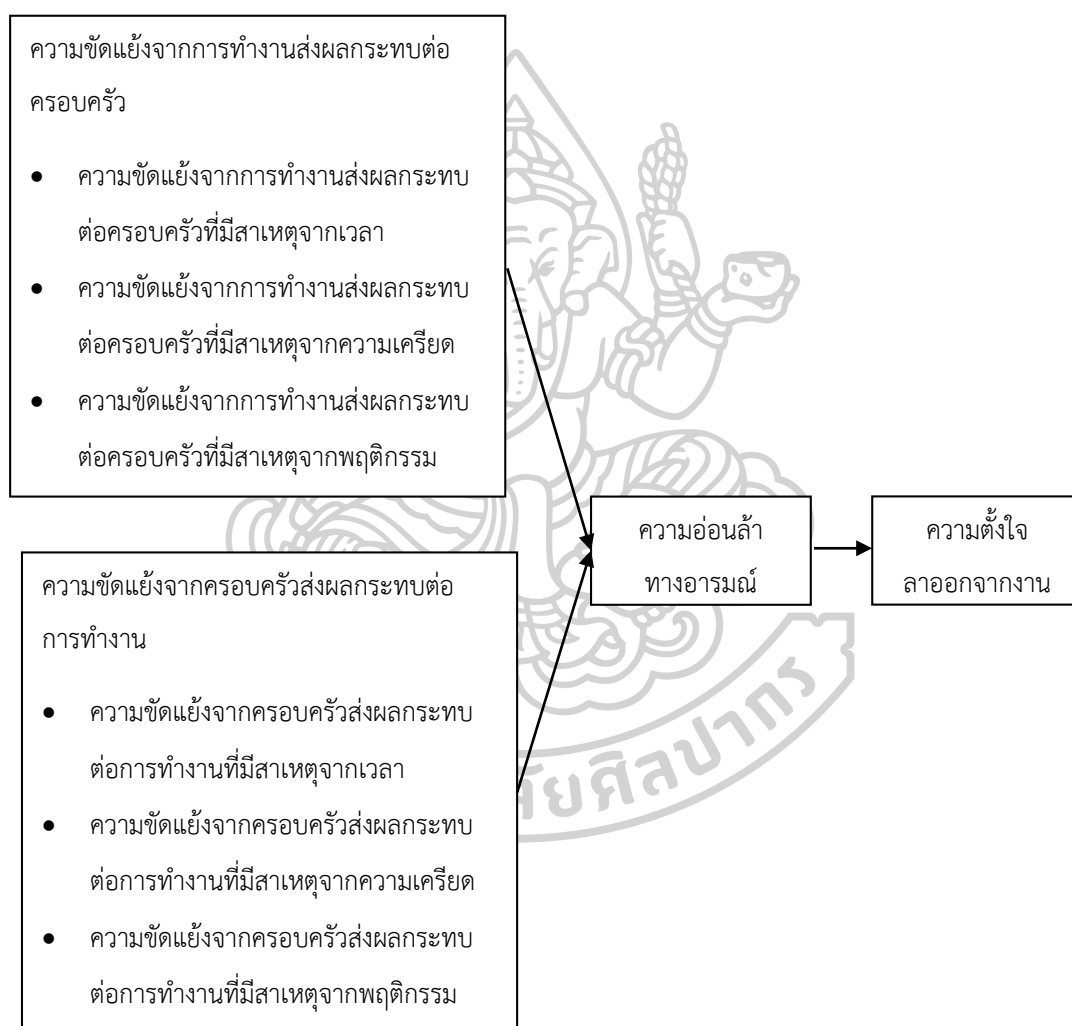 ความขัดแย้งจากการทำงานส่งผลกระทบต่อ
ครอบครัว
● ความขัดแย้งจากการทำงานส่งผลกระทบ
ต่อครอบครัวที่มีสาเหตุจากเวลา
● ความขัดแย้งจากการทำงานส่งผลกระทบ
ต่อครอบครัวที่มีสาเหตุจากความเครียด
● ความขัดแย้งจากการทำงานส่งผลกระทบ
ต่อครอบครัวที่มีสาเหตุจากพฤติกรรม
ความอ่อนล้า
ทางอารมณ์
ความตั้งใจ
ลาออกจากงาน
ความขัดแย้งจากครอบครัวส่งผลกระทบต่อ
การทำงาน
● ความขัดแย้งจากครอบครัวส่งผลกระทบ
ต่อการทำงานที่มีสาเหตุจากเวลา
● ความขัดแย้งจากครอบครัวส่งผลกระทบ
ต่อการทำงานที่มีสาเหตุจากความเครียด
● ความขัดแย้งจากครอบครัวส่งผลกระทบ
ต่อการทำงานที่มีสาเหตุจากพฤติกรรม
ศิลปากร